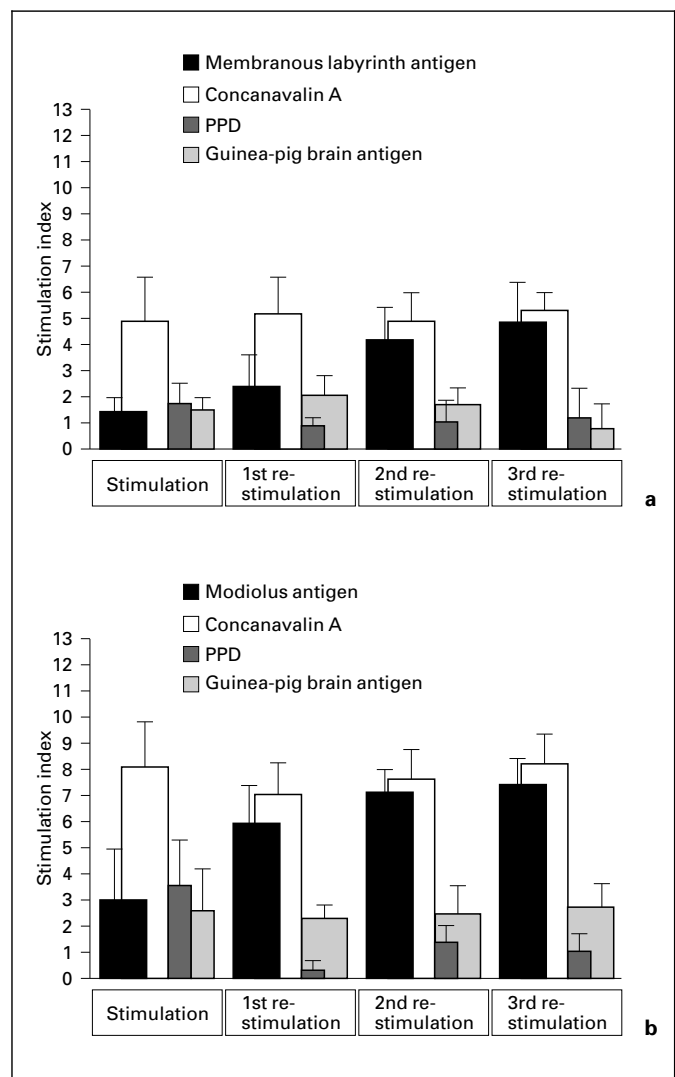 Membranous labyrinth antigen
Concanavalin A
PPD
Guinea-pig brain antigen
Stimulation index
13
12
11
10
9
8
7
6
5
4
3
2
1
0
Stimulation
1st re-
stimulation
2nd re-
stimulation
3rd re-
stimulation
a
Modiolus antigen
Concanavalin A
PPD
Guinea-pig brain antigen
Stimulation index
13
12
11
10
9
8
7
6
5
4
3
2
1
0
Stimulation
1st re-
stimulation
2nd re-
stimulation
3rd re-
stimulation
b